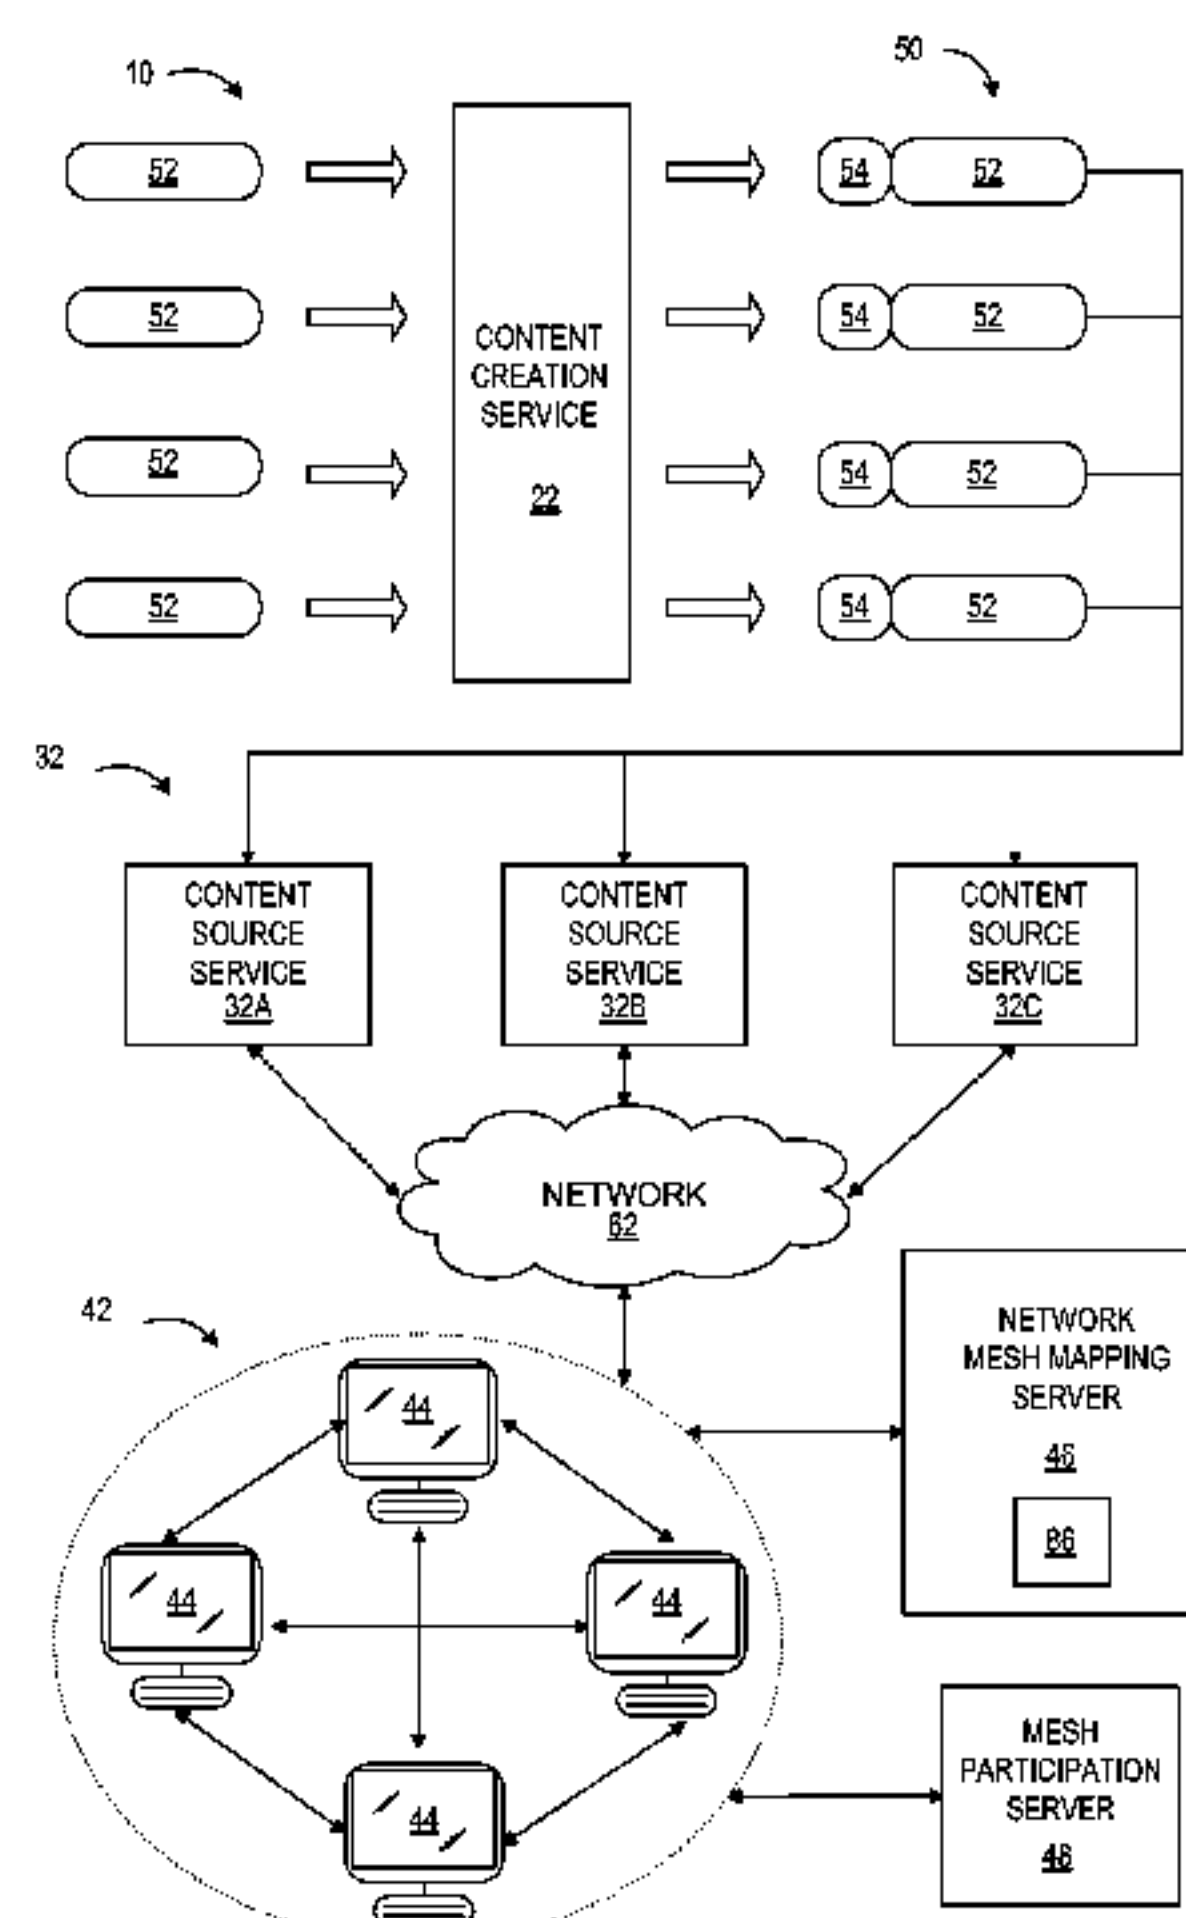 10
50
52
54
52
52
54
52
52
54
52
52
54
52
CONTENT
CREATION
SERVICE
22
32
CONTENT
SOURCE
SERVICE
32A
CONTENT
SOURCE
SERVICE
32B
CONTENT
SOURCE
SERVICE
32C
NETWORK
62
42
44
44
44
44
NETWORK
MESH MAPPING
SERVER
46
86
MESH
PARTICIPATION
SERVER
48